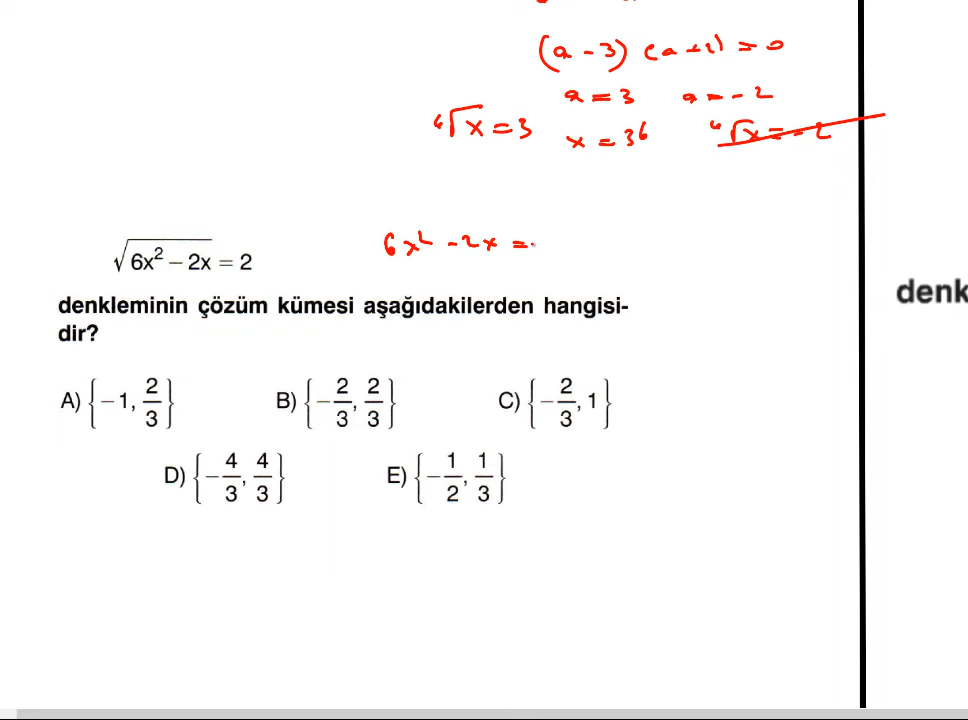 (a - 3) (a + 2) = 0
a = 3 a = - 2
⁶√x = 3 x = 3⁶ ⁶√x = - 2
√6x² − 2x = 2 6x² - 2x =
denkleminin çözüm kümesi aşağıdakilerden hangisi-
dir?
denk
A) {−1, 2/3} B) {−2/3, 2/3} C) {−2/3, 1}
D) {−4/3, 4/3} E) {−1/2, 1/3}